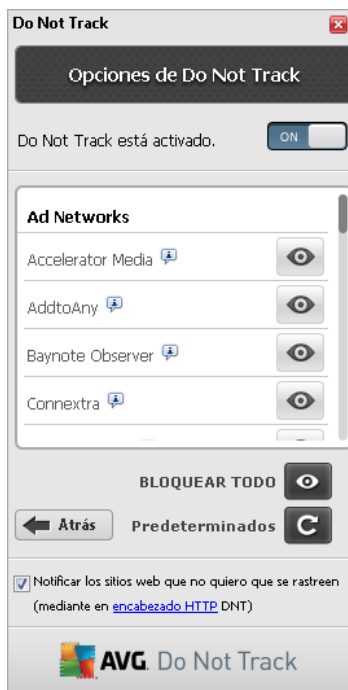 Do Not Track
Opciones de Do Not Track
Do Not Track está activado.
ON
Ad Networks
Accelerator Media
AddtoAny
Baynote Observer
Connextra
BLOQUEAR TODO
Atrás
Predeterminados
Notificar los sitios web que no quiero que se rastreen
(mediante en encabezado HTTP DNT)
AVG. Do Not Track